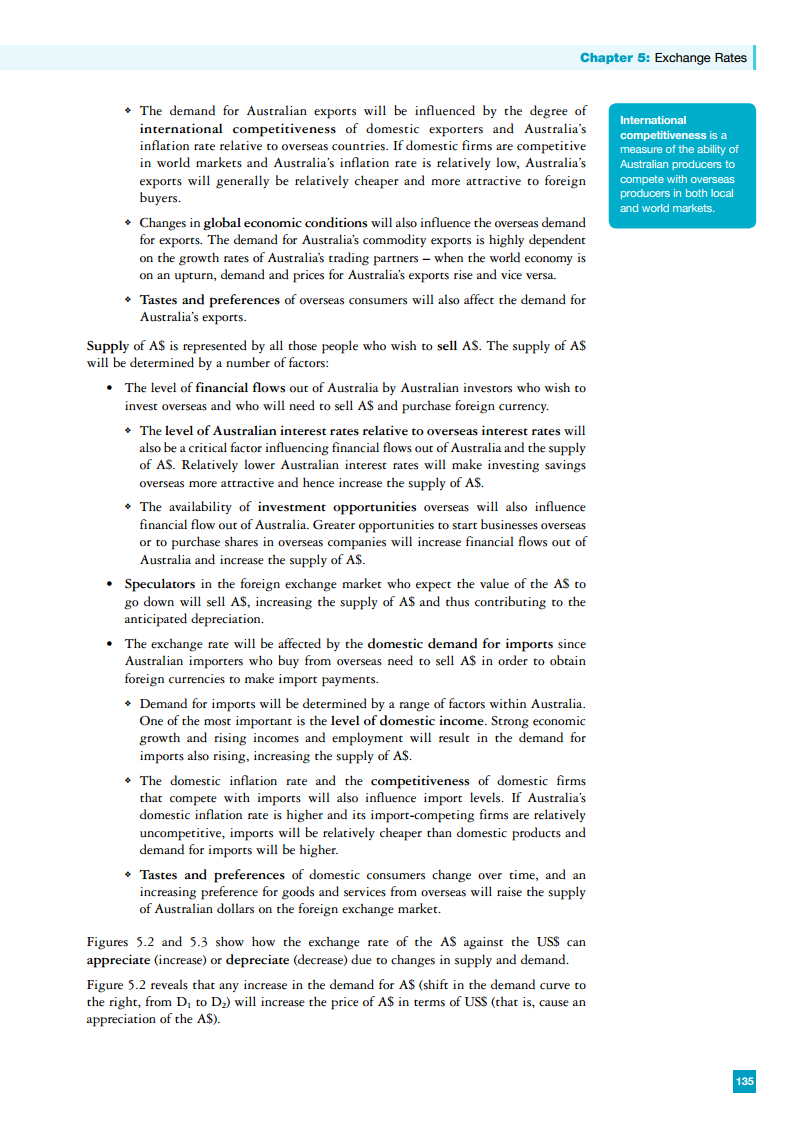 Chapter 5: Exchange Rates
❖ The demand for Australian exports will be influenced by the degree of
international competitiveness of domestic exporters and Australia’s
inflation rate relative to overseas countries. If domestic firms are competitive
in world markets and Australia’s inflation rate is relatively low, Australia’s
exports will generally be relatively cheaper and more attractive to foreign
buyers.
❖ Changes in global economic conditions will also influence the overseas demand
for exports. The demand for Australia’s commodity exports is highly dependent
on the growth rates of Australia’s trading partners – when the world economy is
on an upturn, demand and prices for Australia’s exports rise and vice versa.
❖ Tastes and preferences of overseas consumers will also affect the demand for
Australia’s exports.
International
competitiveness is a
measure of the ability of
Australian producers to
compete with overseas
producers in both local
and world markets.
Supply of A$ is represented by all those people who wish to sell A$. The supply of A$
will be determined by a number of factors:
• The level of financial flows out of Australia by Australian investors who wish to
invest overseas and who will need to sell A$ and purchase foreign currency.
❖ The level of Australian interest rates relative to overseas interest rates will
also be a critical factor influencing financial flows out of Australia and the supply
of A$. Relatively lower Australian interest rates will make investing savings
overseas more attractive and hence increase the supply of A$.
❖ The availability of investment opportunities overseas will also influence
financial flow out of Australia. Greater opportunities to start businesses overseas
or to purchase shares in overseas companies will increase financial flows out of
Australia and increase the supply of A$.
• Speculators in the foreign exchange market who expect the value of the A$ to
go down will sell A$, increasing the supply of A$ and thus contributing to the
anticipated depreciation.
• The exchange rate will be affected by the domestic demand for imports since
Australian importers who buy from overseas need to sell A$ in order to obtain
foreign currencies to make import payments.
❖ Demand for imports will be determined by a range of factors within Australia.
One of the most important is the level of domestic income. Strong economic
growth and rising incomes and employment will result in the demand for
imports also rising, increasing the supply of A$.
❖ The domestic inflation rate and the competitiveness of domestic firms
that compete with imports will also influence import levels. If Australia’s
domestic inflation rate is higher and its import-competing firms are relatively
uncompetitive, imports will be relatively cheaper than domestic products and
demand for imports will be higher.
❖ Tastes and preferences of domestic consumers change over time, and an
increasing preference for goods and services from overseas will raise the supply
of Australian dollars on the foreign exchange market.
Figures 5.2 and 5.3 show how the exchange rate of the A$ against the US$ can
appreciate (increase) or depreciate (decrease) due to changes in supply and demand.
Figure 5.2 reveals that any increase in the demand for A$ (shift in the demand curve to
the right, from D₁ to D₂) will increase the price of A$ in terms of US$ (that is, cause an
appreciation of the A$).
135